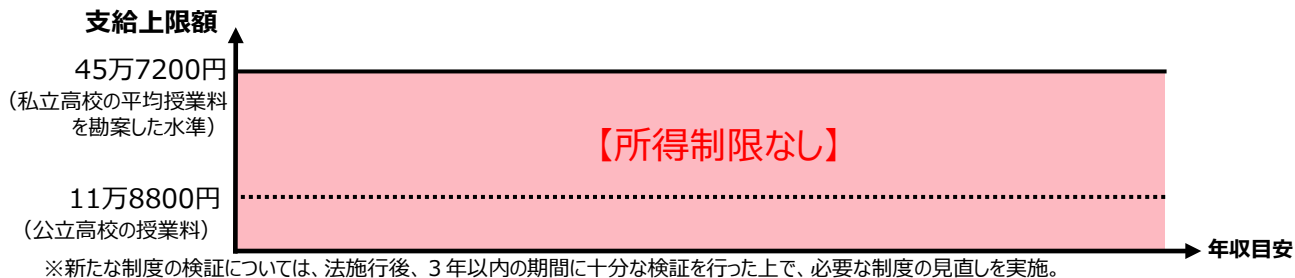 支給上限額
45万7200円
（私立高校の平均授業料
を勘案した水準）
【所得制限なし】
11万8800円
（公立高校の授業料）
年収目安
※新たな制度の検証については、法施行後、３年以内の期間に十分な検証を行った上で、必要な制度の見直しを実施。